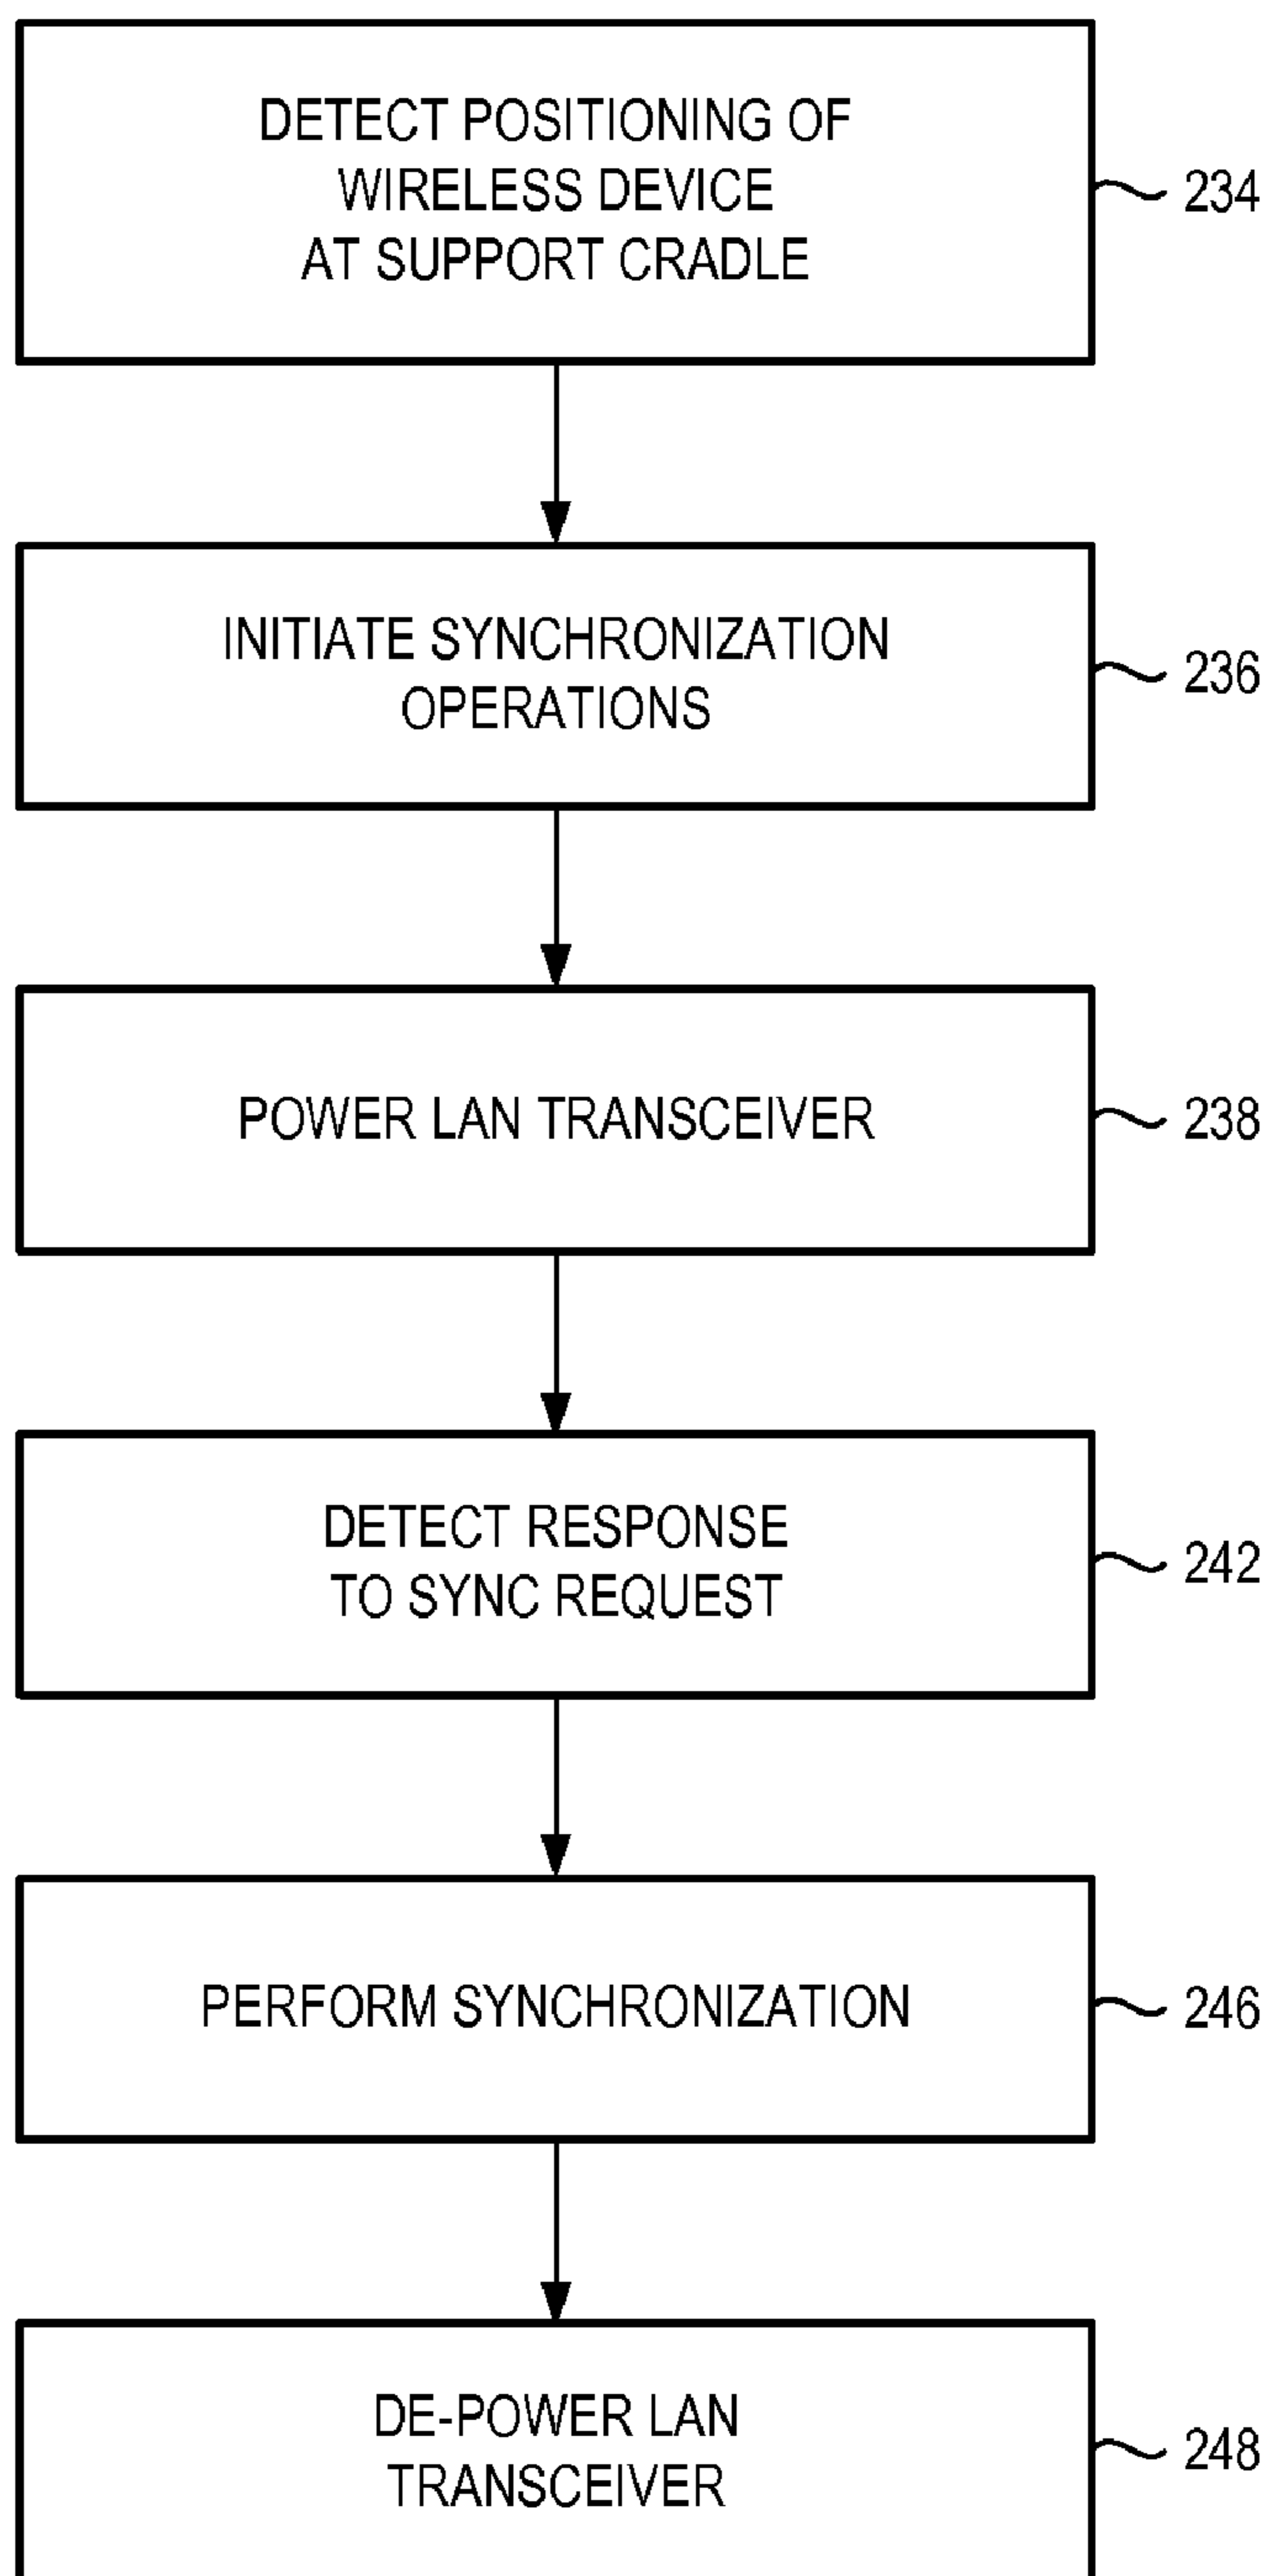 DETECT POSITIONING OF
WIRELESS DEVICE
AT SUPPORT CRADLE
234
INITIATE SYNCHRONIZATION
OPERATIONS
236
POWER LAN TRANSCEIVER
238
DETECT RESPONSE
TO SYNC REQUEST
242
PERFORM SYNCHRONIZATION
246
DE-POWER LAN
TRANSCEIVER
248